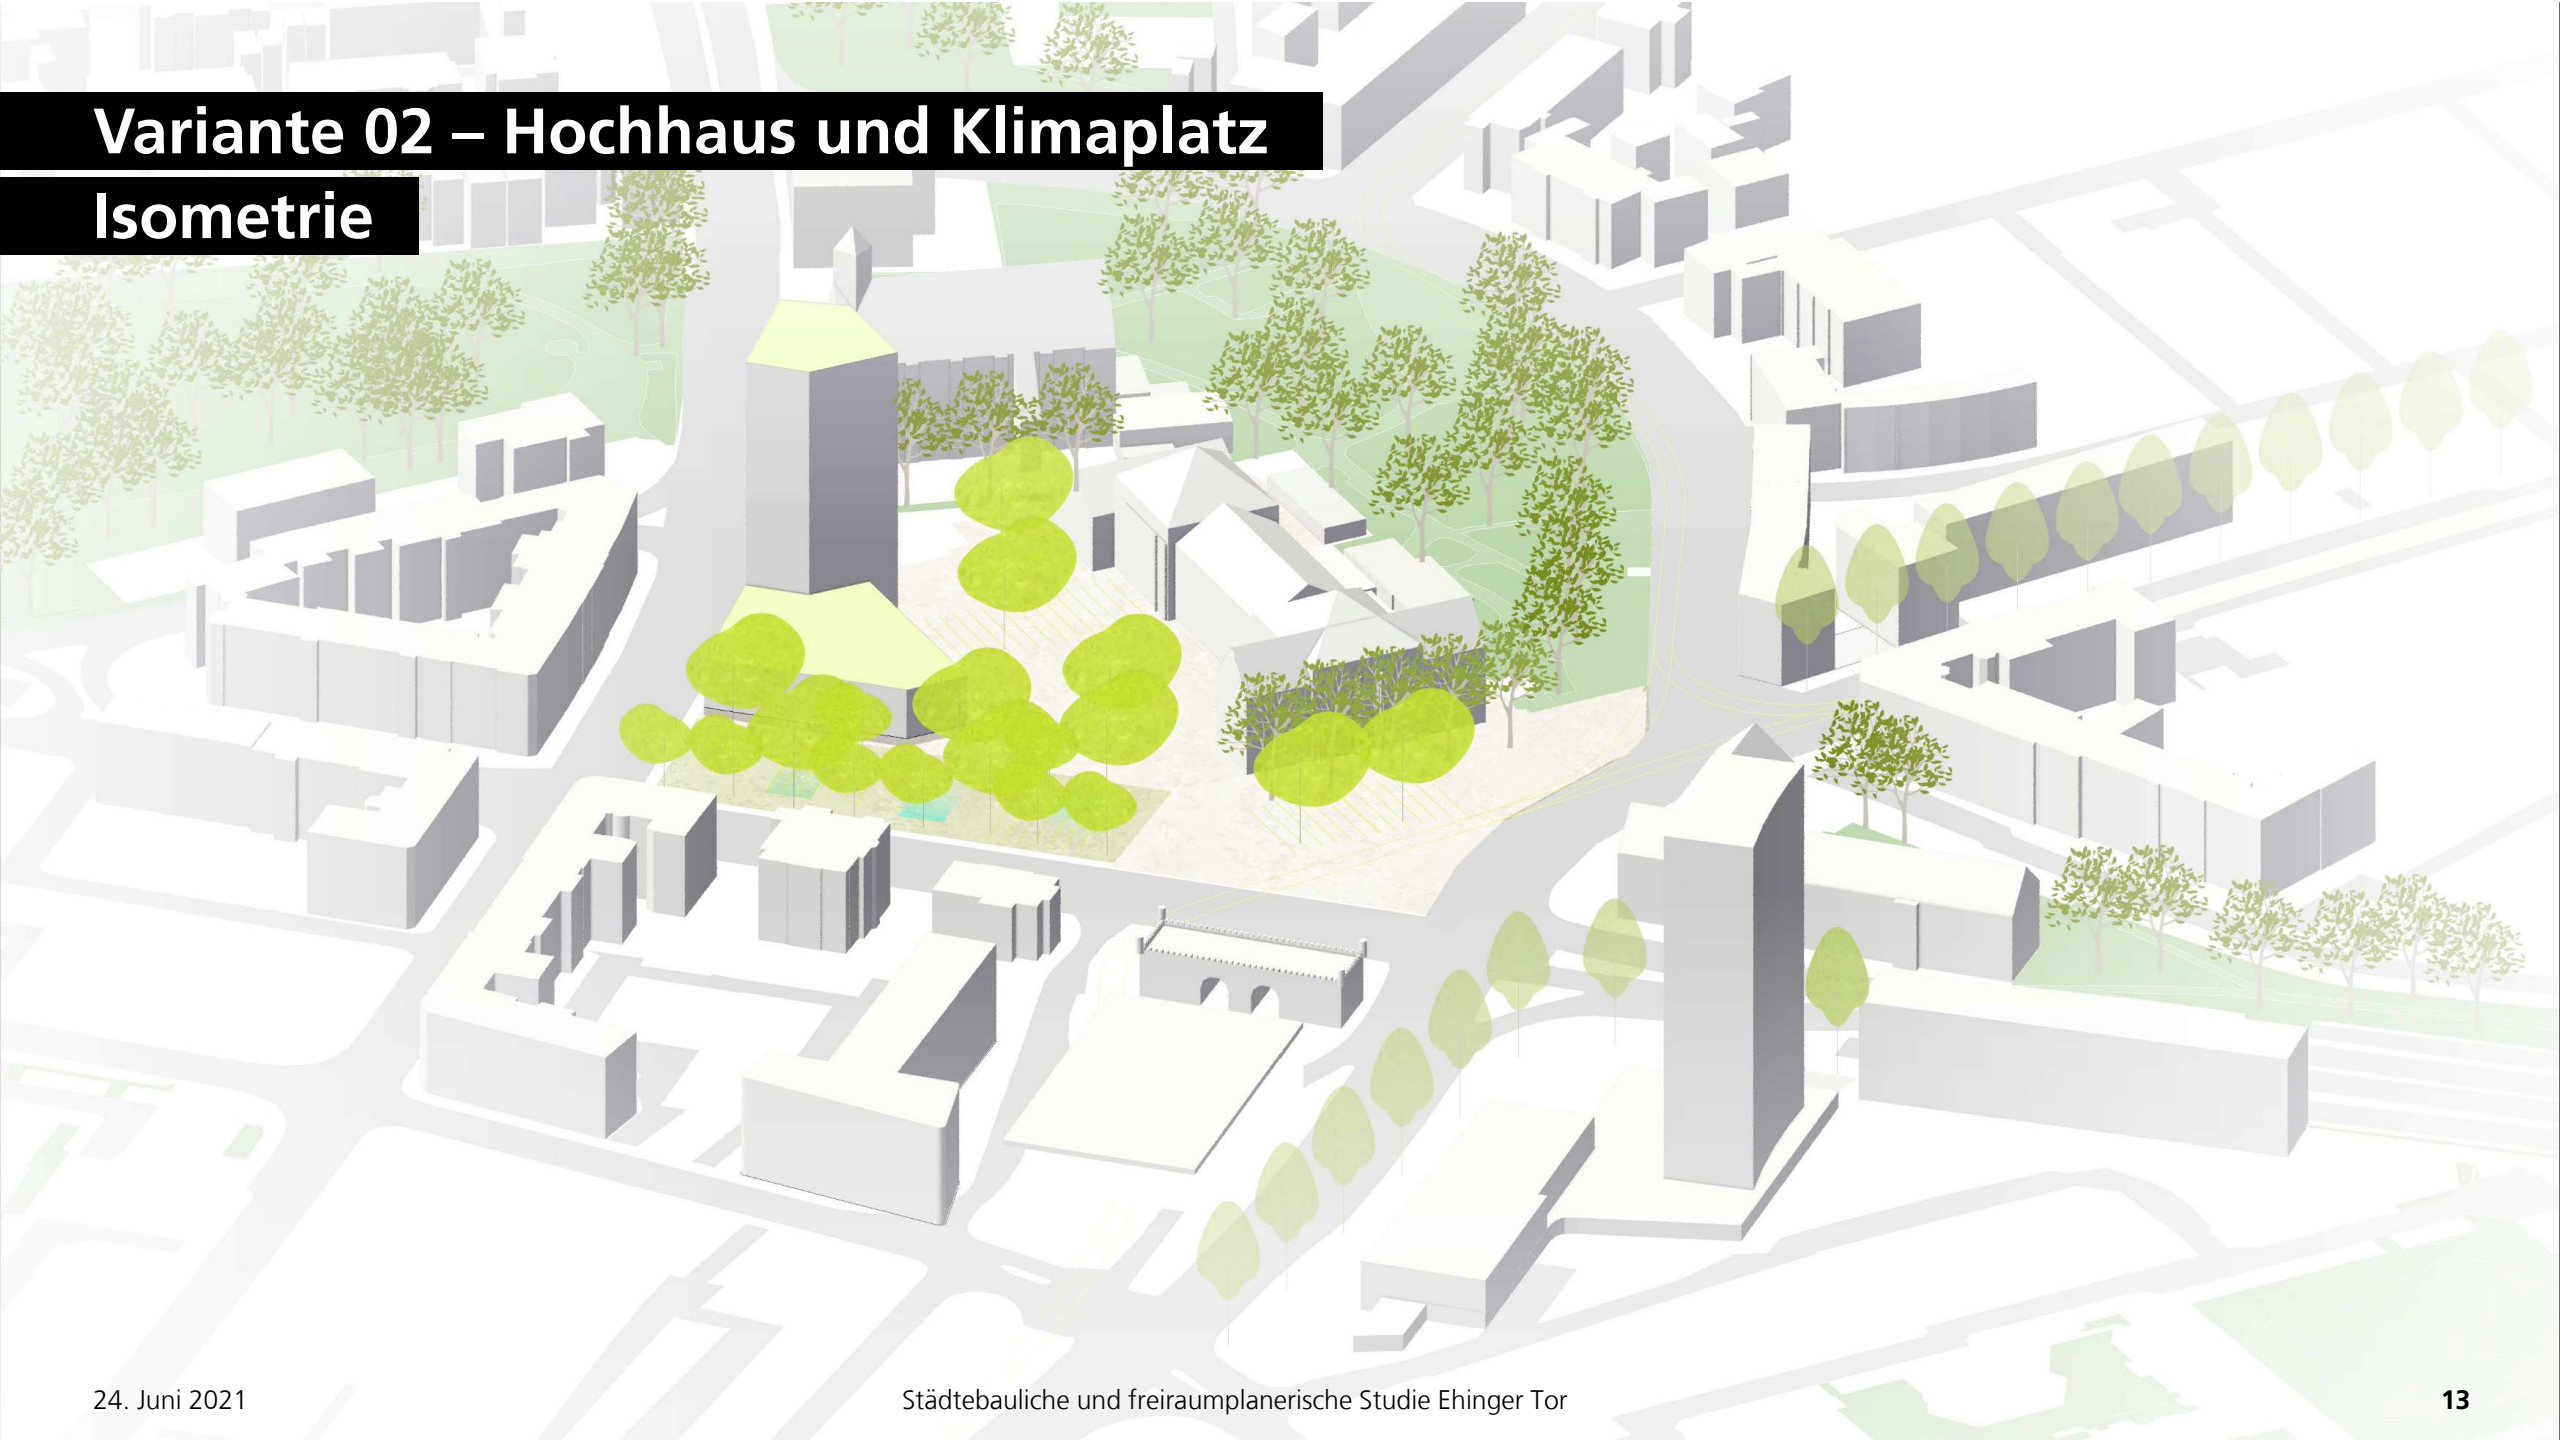 Variante 02 – Hochhaus und Klimaplatz
Isometrie
24. Juni 2021
Städtebauliche und freiraumplanerische Studie Ehinger Tor
13